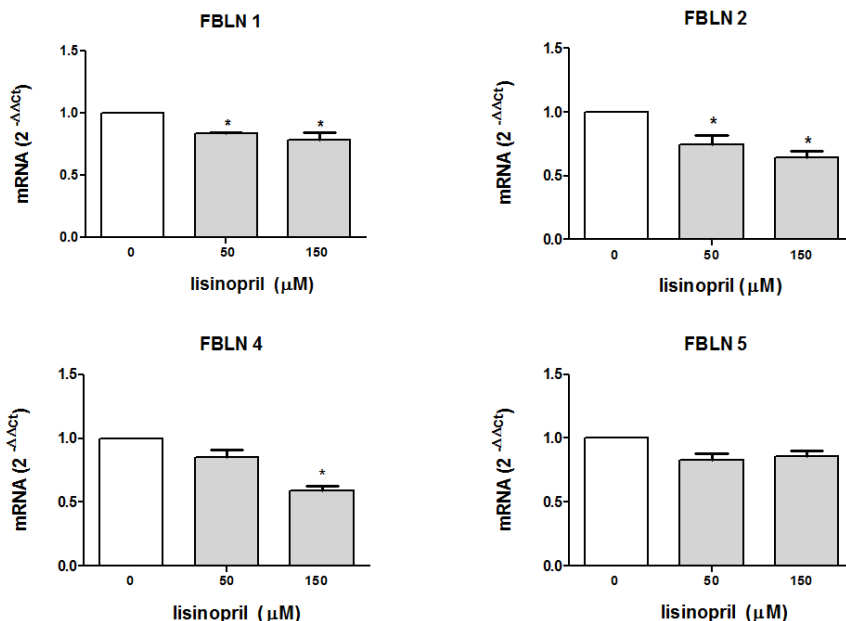 FBLN 1
mRNA (2 -ΔΔCt)
1.5
1.0
0.5
0.0
*
*
0
50
150
lisinopril (μM)
FBLN 2
mRNA (2 -ΔΔCt)
1.5
1.0
0.5
0.0
*
*
0
50
150
lisinopril (μM)
FBLN 4
mRNA (2 -ΔΔCt)
1.5
1.0
0.5
0.0
*
0
50
150
lisinopril (μM)
FBLN 5
mRNA (2 -ΔΔCt)
1.5
1.0
0.5
0.0
0
50
150
lisinopril (μM)